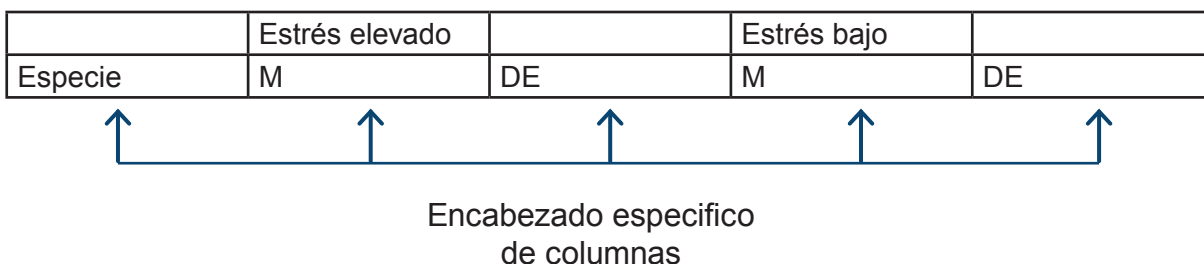 Estrés elevado Estrés bajo
Especie M DE M DE
Encabezado especifico
de columnas